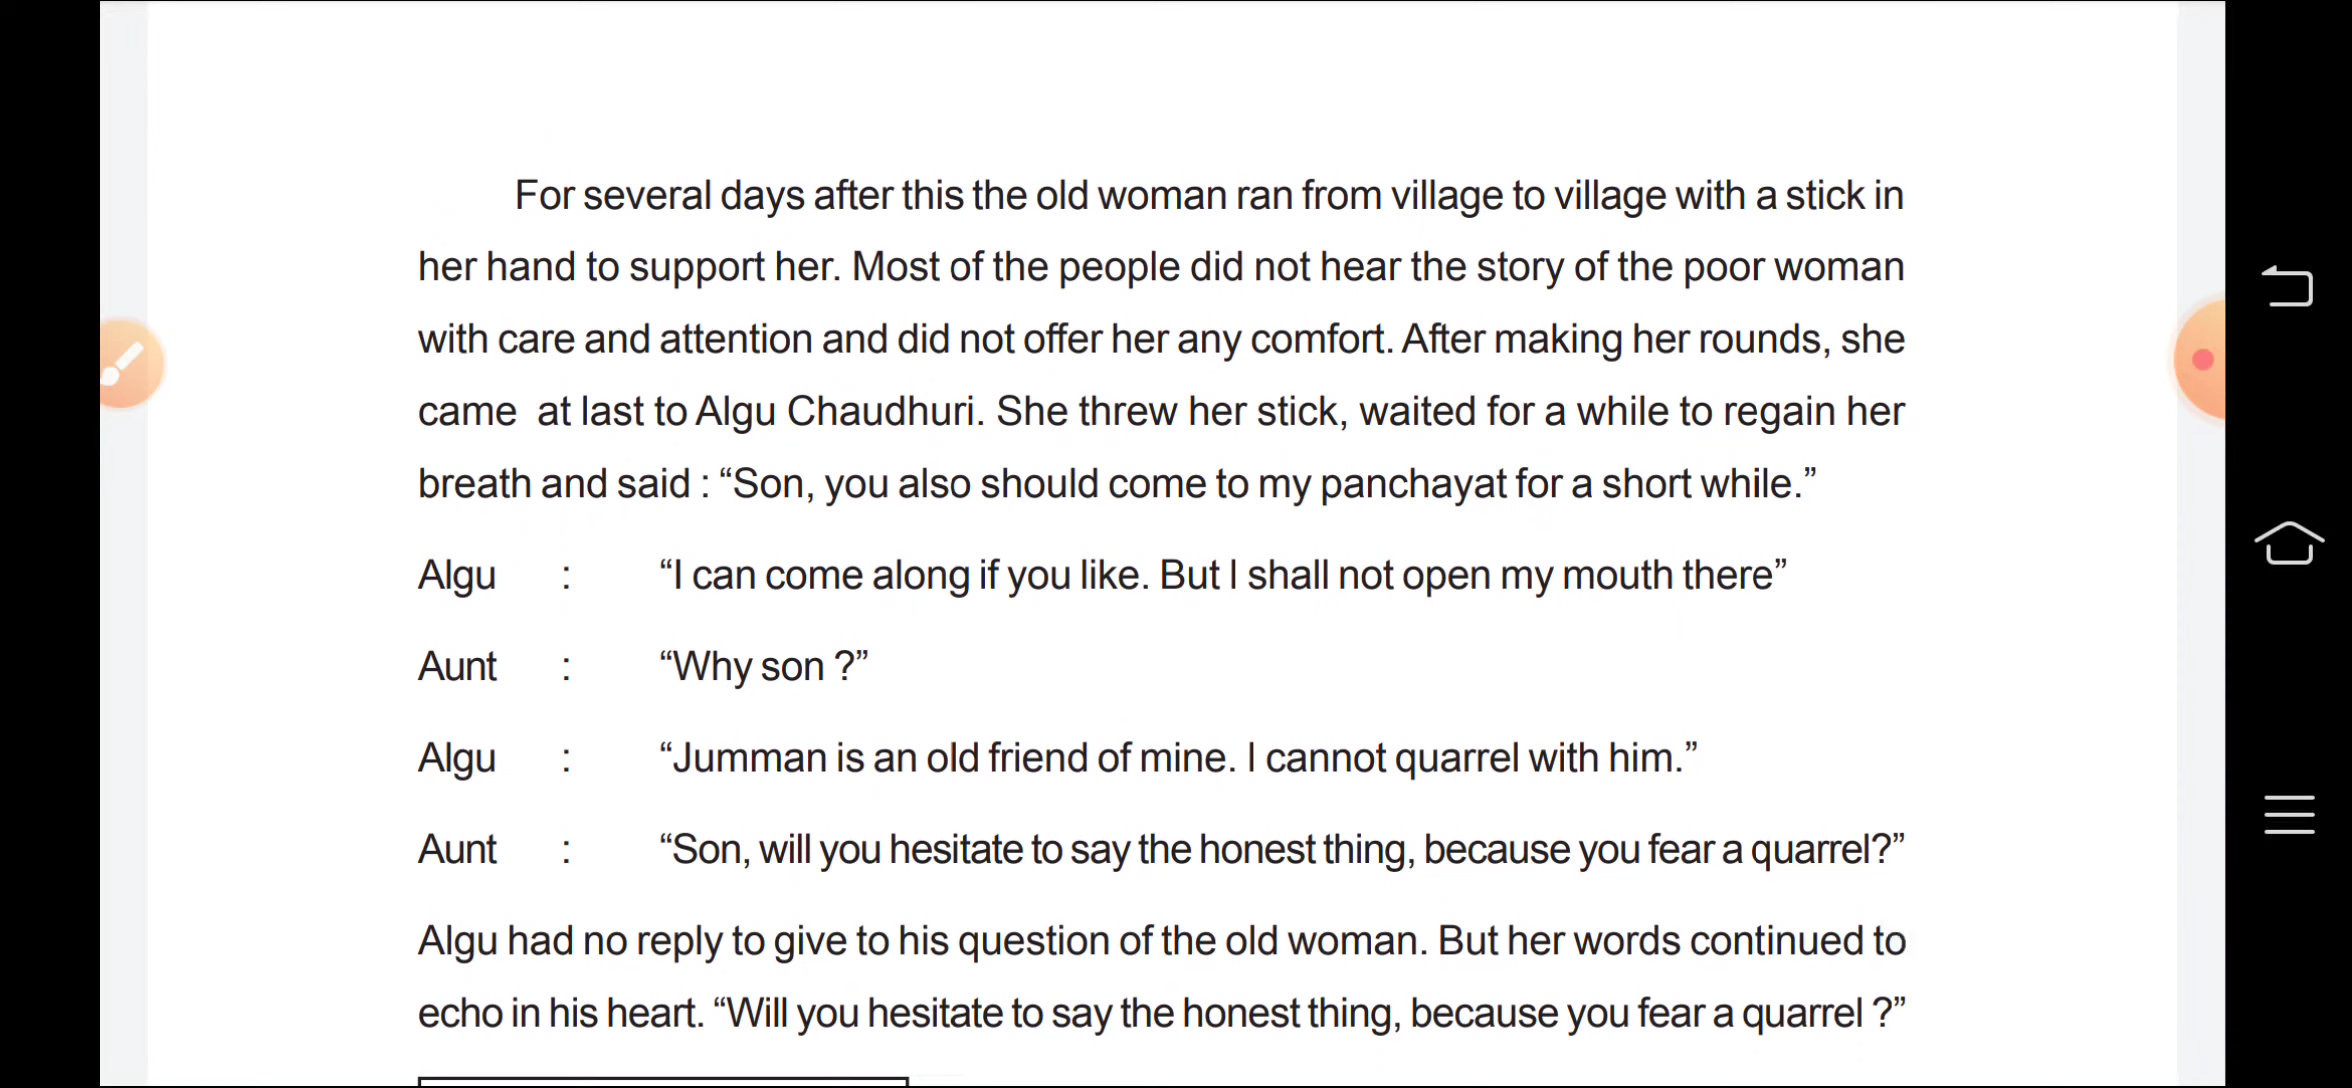 For several days after this the old woman ran from village to village with a stick in
her hand to support her. Most of the people did not hear the story of the poor woman
with care and attention and did not offer her any comfort. After making her rounds, she
came at last to Algu Chaudhuri. She threw her stick, waited for a while to regain her
breath and said : “Son, you also should come to my panchayat for a short while.”
Algu : “I can come along if you like. But I shall not open my mouth there”
Aunt : “Why son ?”
Algu : “Jumman is an old friend of mine. I cannot quarrel with him.”
Aunt : “Son, will you hesitate to say the honest thing, because you fear a quarrel?”
Algu had no reply to give to his question of the old woman. But her words continued to
echo in his heart. “Will you hesitate to say the honest thing, because you fear a quarrel ?”